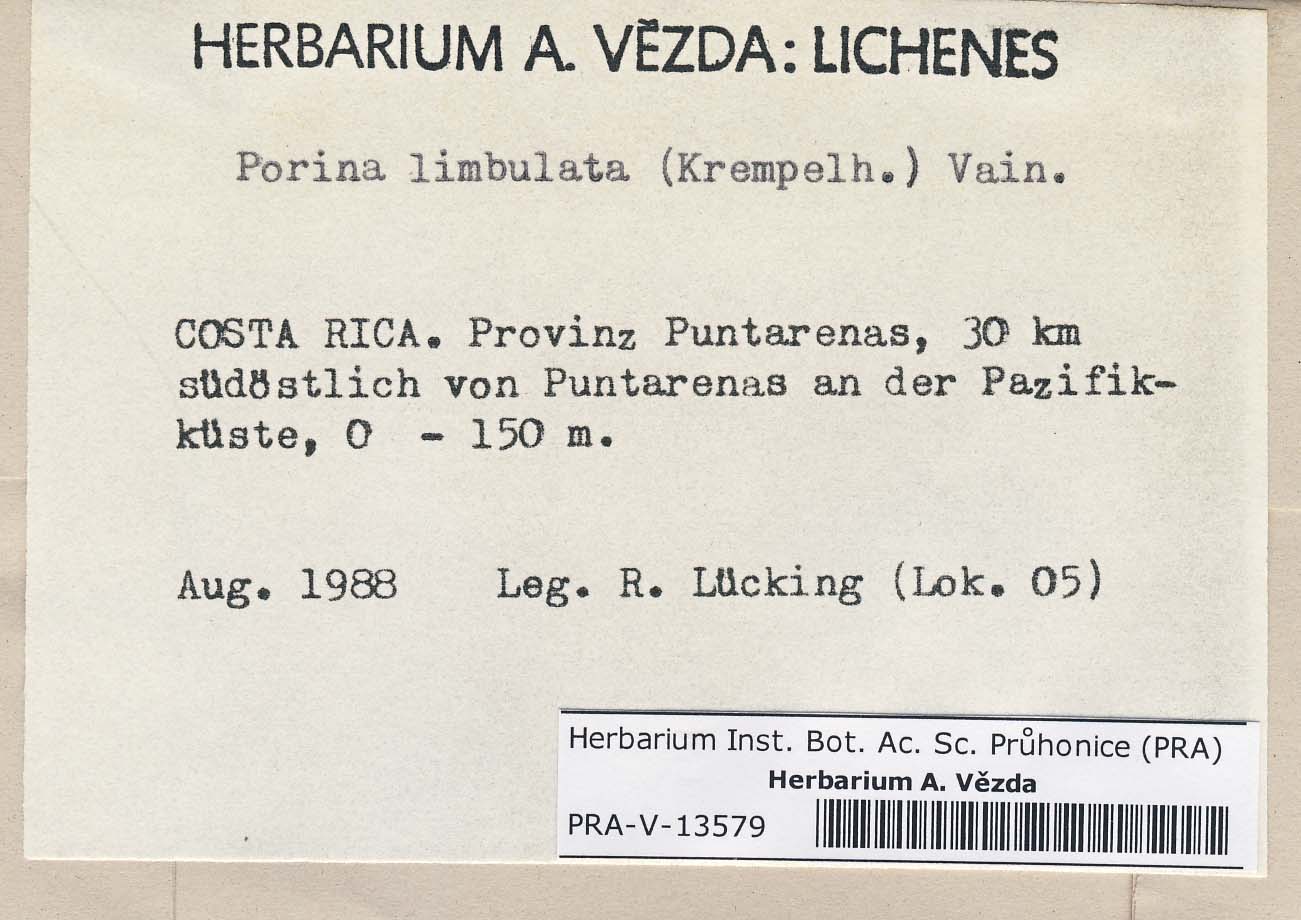 HERBARIUM A. VĚZDA: LICHENES
Porina limbulata (Krempelh.) Vain.
COSTA RICA. Provinz Puntarenas, 30 km
südöstlich von Puntarenas an der Pazifik-
küste, 0 - 150 m.
Aug. 1988 Leg. R. Lücking (Lok. 05)
Herbarium Inst. Bot. Ac. Sc. Průhonice (PRA)
Herbarium A. Vězda
PRA-V-13579